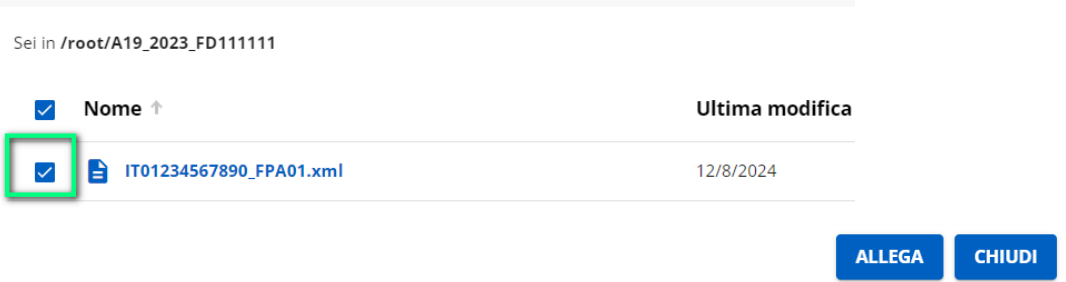 Sei in /root/A19_2023_FD111111
Nome ↑ Ultima modifica
IT01234567890_FPA01.xml 12/8/2024
ALLEGA CHIUDI